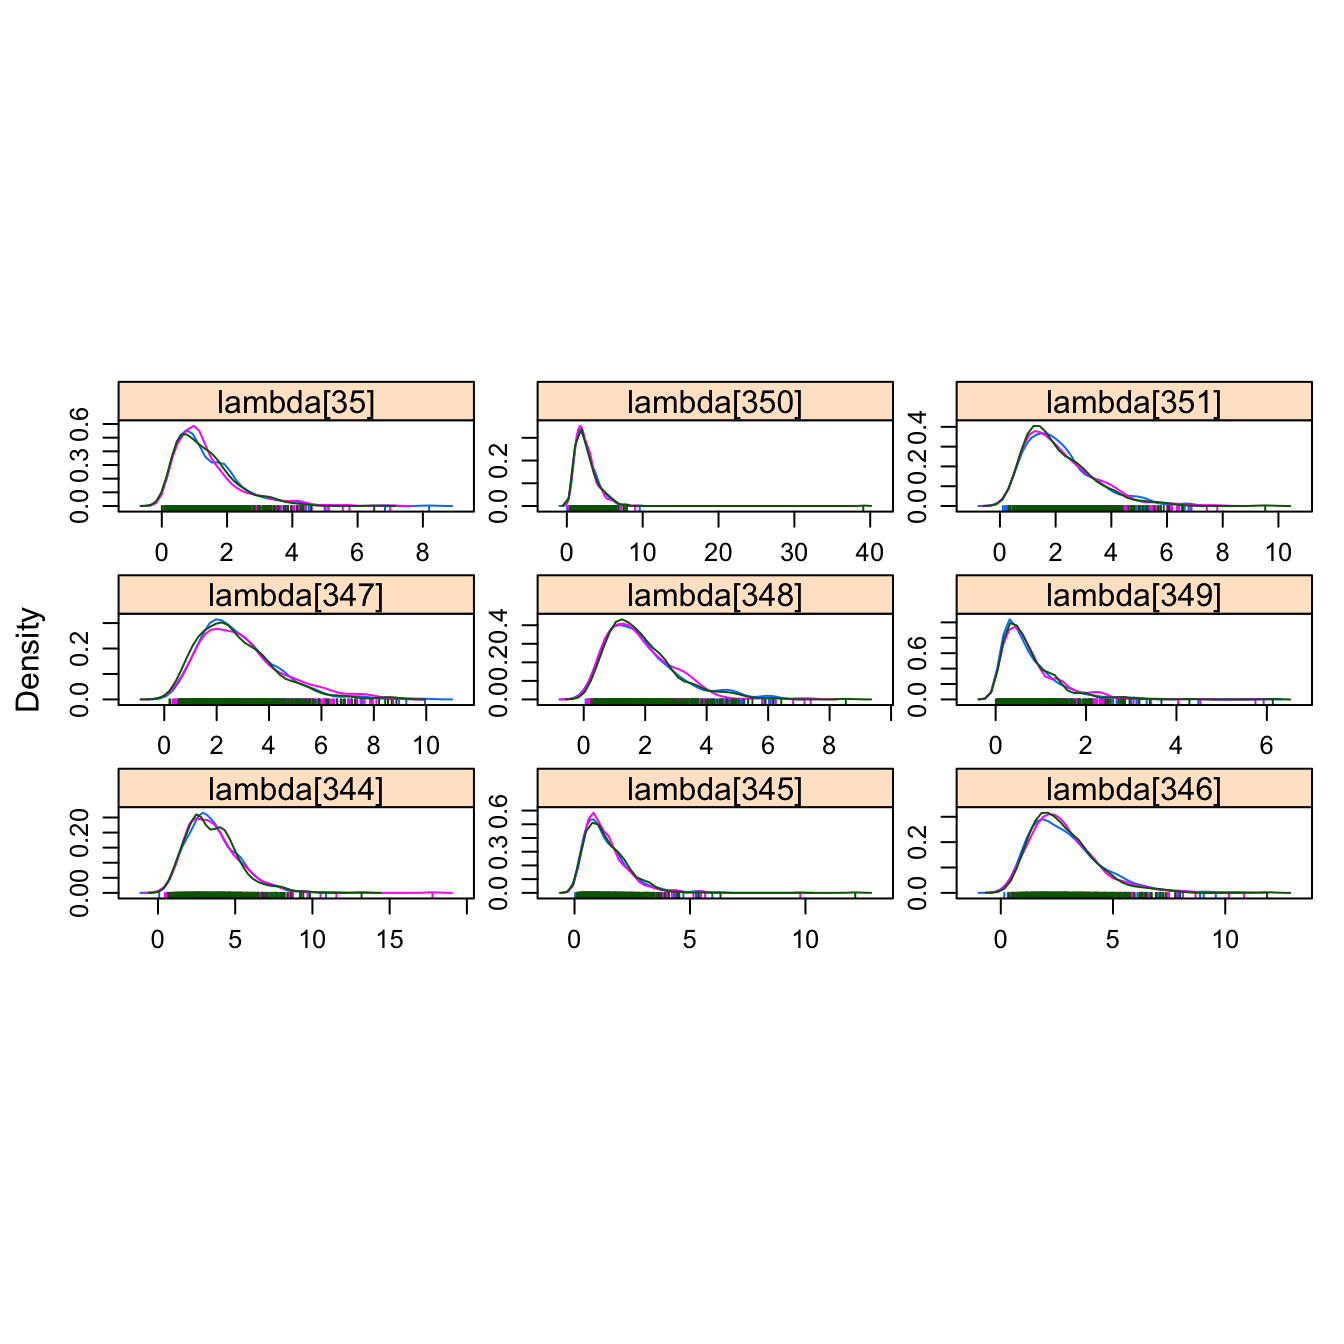 Density
lambda[35]
0.0 0.3 0.6
0 2 4 6 8
lambda[350]
0.0 0.2
0 10 20 30 40
lambda[351]
0.0 0.2 0.4
0 2 4 6 8 10
lambda[347]
0.0 0.2
0 2 4 6 8 10
lambda[348]
0.0 0.2 0.4
0 2 4 6 8
lambda[349]
0.0 0.6
0 2 4 6
lambda[344]
0.00 0.20
0 5 10 15
lambda[345]
0.0 0.3 0.6
0 5 10
lambda[346]
0.0 0.2
0 5 10